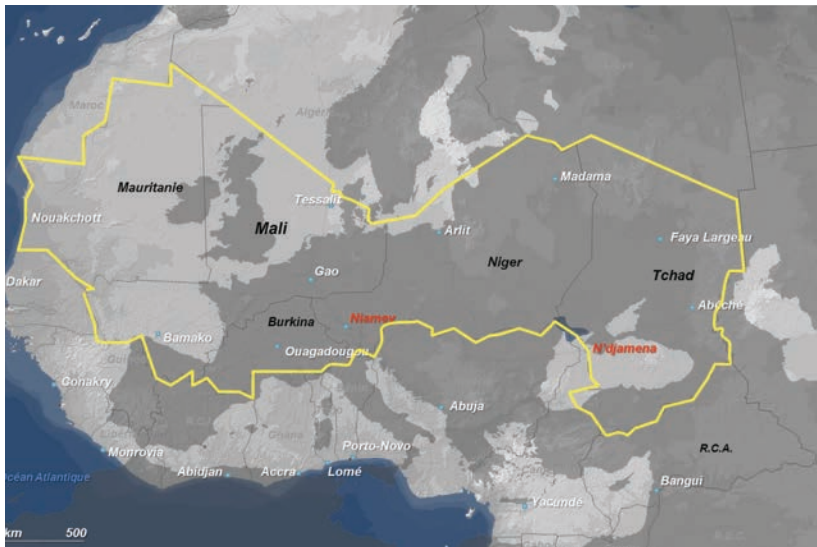 Maroc
Algérie
Mauritanie
Madama
Tessalit
Nouakchott
Mali
Arlit
Faya Largeau
Niger
Tchad
Gao
Dakar
Abéché
Niamey
Burkina
Bamako
Ouagadougou
N'djamena
Conakry
Abuja
Ghana
Porto-Novo
Monrovia
R.C.A.
Abidjan
Accra
Lomé
Océan Atlantique
Bangui
Yaoundé
km 500